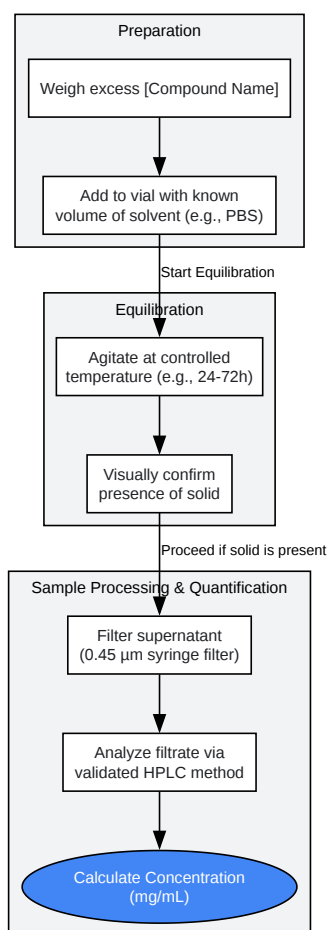 Preparation
Weigh excess [Compound Name]
Add to vial with known
volume of solvent (e.g., PBS)
Start Equilibration
Equilibration
Agitate at controlled
temperature (e.g., 24-72h)
Visually confirm
presence of solid
Proceed if solid is present
Sample Processing & Quantification
Filter supernatant
(0.45 µm syringe filter)
Analyze filtrate via
validated HPLC method
Calculate Concentration
(mg/mL)